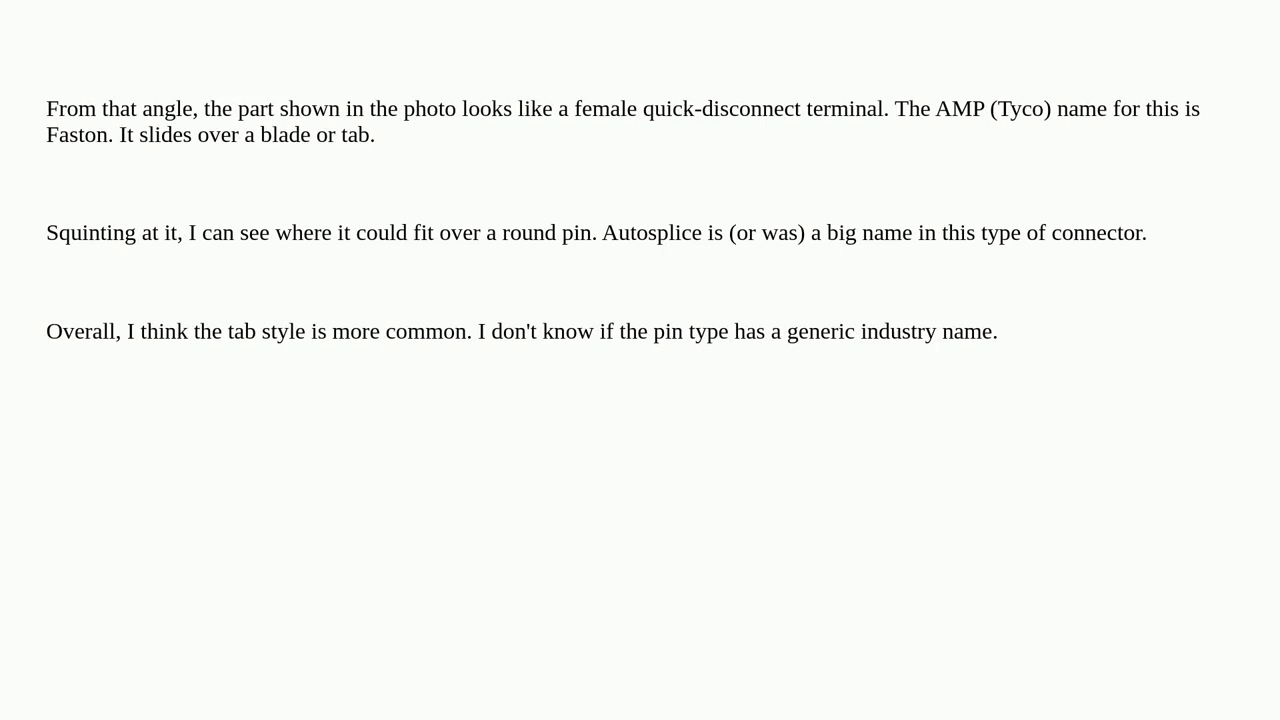 From that angle, the part shown in the photo looks like a female quick-disconnect terminal. The AMP (Tyco) name for this is
Faston. It slides over a blade or tab.
Squinting at it, I can see where it could fit over a round pin. Autosplice is (or was) a big name in this type of connector.
Overall, I think the tab style is more common. I don't know if the pin type has a generic industry name.